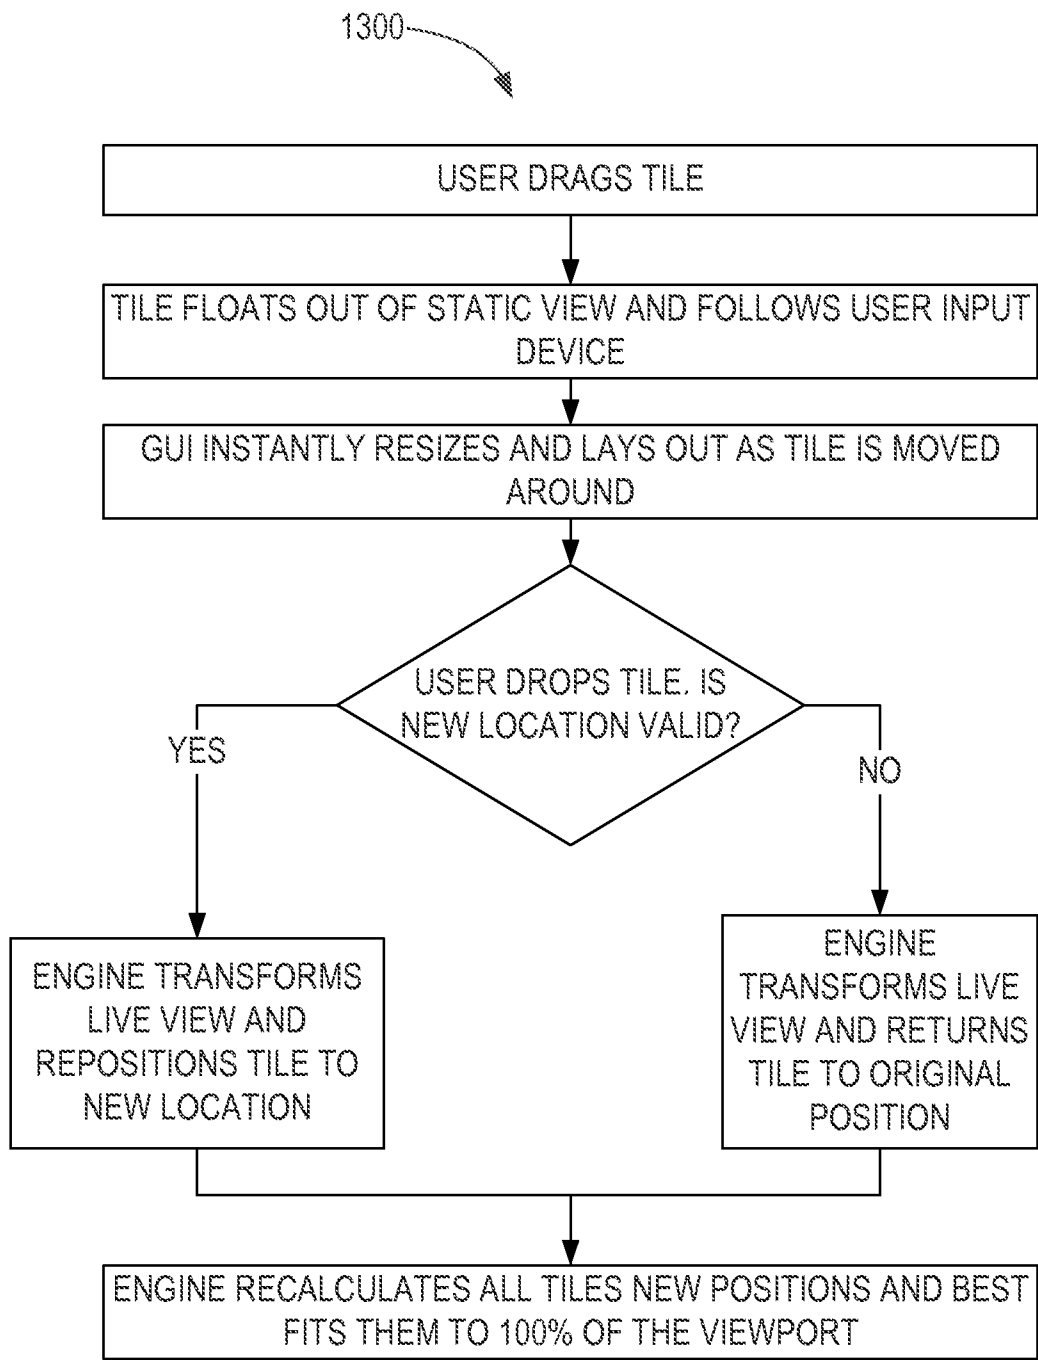 1300
USER DRAGS TILE
TILE FLOATS OUT OF STATIC VIEW AND FOLLOWS USER INPUT
DEVICE
GUI INSTANTLY RESIZES AND LAYS OUT AS TILE IS MOVED
AROUND
USER DROPS TILE. IS
NEW LOCATION VALID?
YES
NO
ENGINE TRANSFORMS
LIVE VIEW AND
REPOSITIONS TILE TO
NEW LOCATION
ENGINE
TRANSFORMS LIVE
VIEW AND RETURNS
TILE TO ORIGINAL
POSITION
ENGINE RECALCULATES ALL TILES NEW POSITIONS AND BEST
FITS THEM TO 100% OF THE VIEWPORT